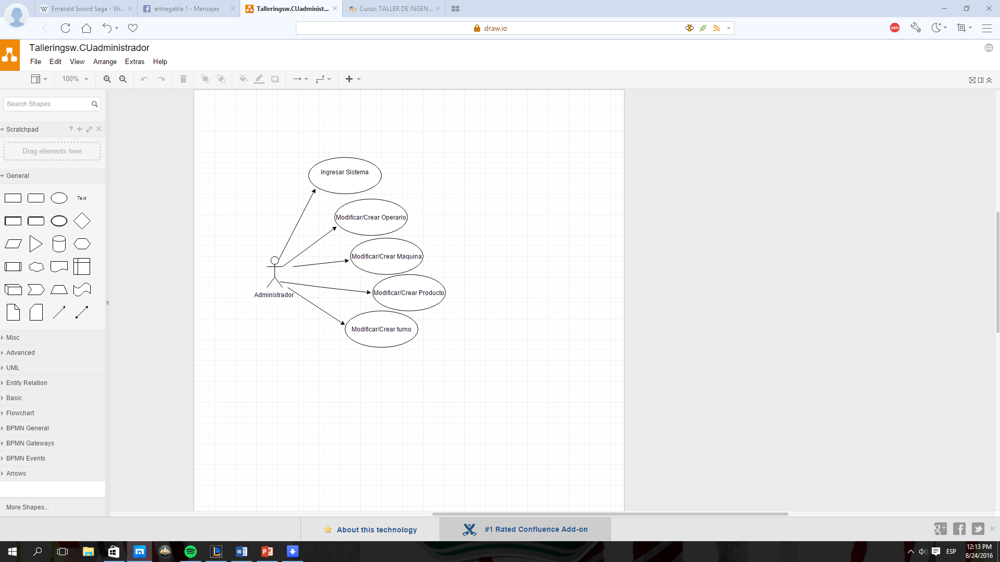 Emerald Sword Saga - Wi...
entregable 1 - Mensajes
Talleringsw.CUadminist...
Curso: TALLER DE INGEN...
draw.io
ABP
Talleringsw.CUadministrador
File Edit View Arrange Extras Help
100%
Search Shapes
Scratchpad
?
Drag elements here
General
Text
Misc
Advanced
UML
Entity Relation
Basic
Flowchart
BPMN General
BPMN Gateways
BPMN Events
Arrows
More Shapes...
Ingresar Sistema
Modificar/Crear Operario
Modificar/Crear Maquina
Modificar/Crear Producto
Administrador
Modificar/Crear turno
About this technology
#1 Rated Confluence Add-on
ESP
12:13 PM
8/24/2016